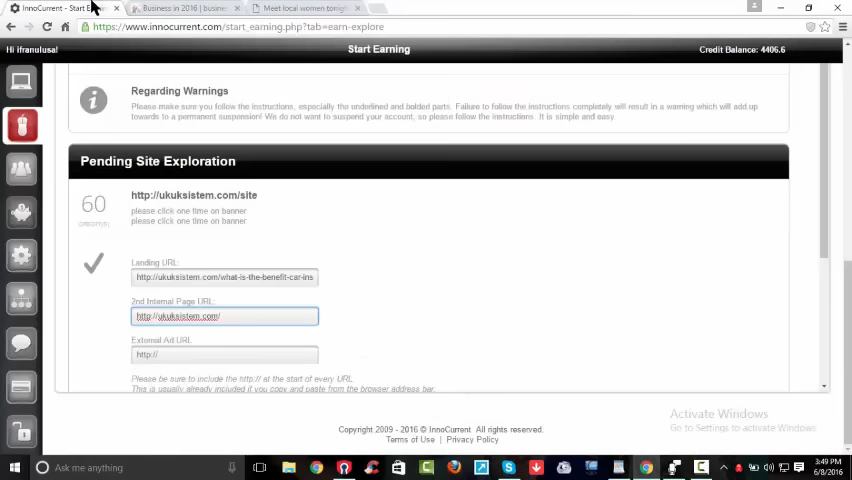 InnoCurrent - Start E
Business in 2016 | busine
Meet local women tonigh
https://www.innocurrent.com/start_earning.php?tab=earn-explore
Hi ifranulusa!
Start Earning
Credit Balance: 4406.6
Regarding Warnings
Please make sure you follow the instructions, especially the underlined and balded parts. Failure to follow the instructions completely will result in a warning which will add up
towards to a permanent suspension! We do not want to suspend your account, so please follow the instructions. It is simple and easy.
Pending Site Exploration
60
CREDIT(S)
http://ukuksistem.com/site
please click one time on banner
please click one time on banner
Landing URL:
http://ukuksistem.com/what-is-the-benefit-car-ins
2nd Internal Page URL:
http://ukuksistem.com/
External Ad URL
http://
Please be sure to include the http:// at the start of every URL
This is usually already included if you copy and paste from the browser address bar.
Copyright 2009 - 2016 © InnoCurrent. All rights reserved.
Terms of Use | Privacy Policy
Activate Windows
Go to Settings to activate Windows.
Ask me anything
3:49 PM
6/8/2016